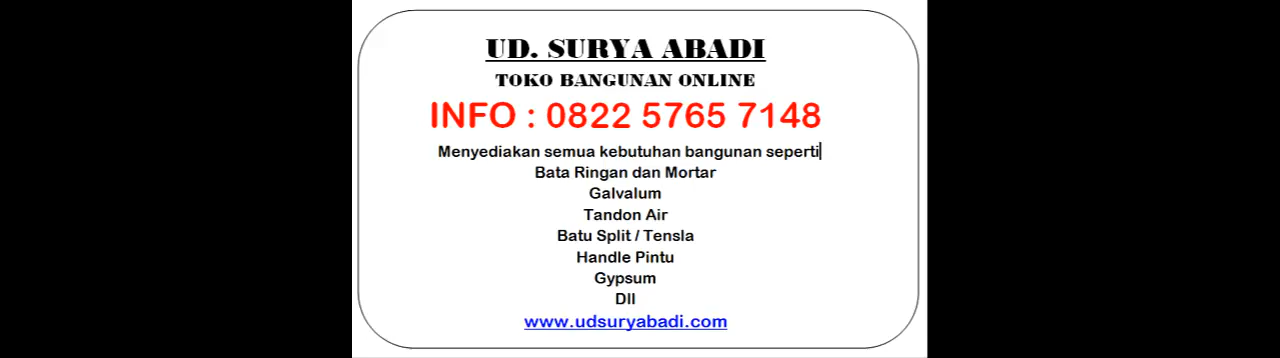 UD. SURYA ABADI
TOKO BANGUNAN ONLINE
INFO : 0822 5765 7148
Menyediakan semua kebutuhan bangunan seperti
Bata Ringan dan Mortar
Galvalum
Tandon Air
Batu Split / Tensla
Handle Pintu
Gypsum
Dll
www.udsuryabadi.com